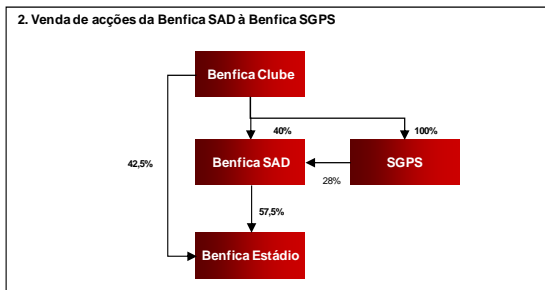 2. Venda de acções da Benfica SAD à Benfica SGPS
Benfica Clube
40%
100%
42,5%
Benfica SAD
28%
SGPS
57,5%
Benfica Estádio